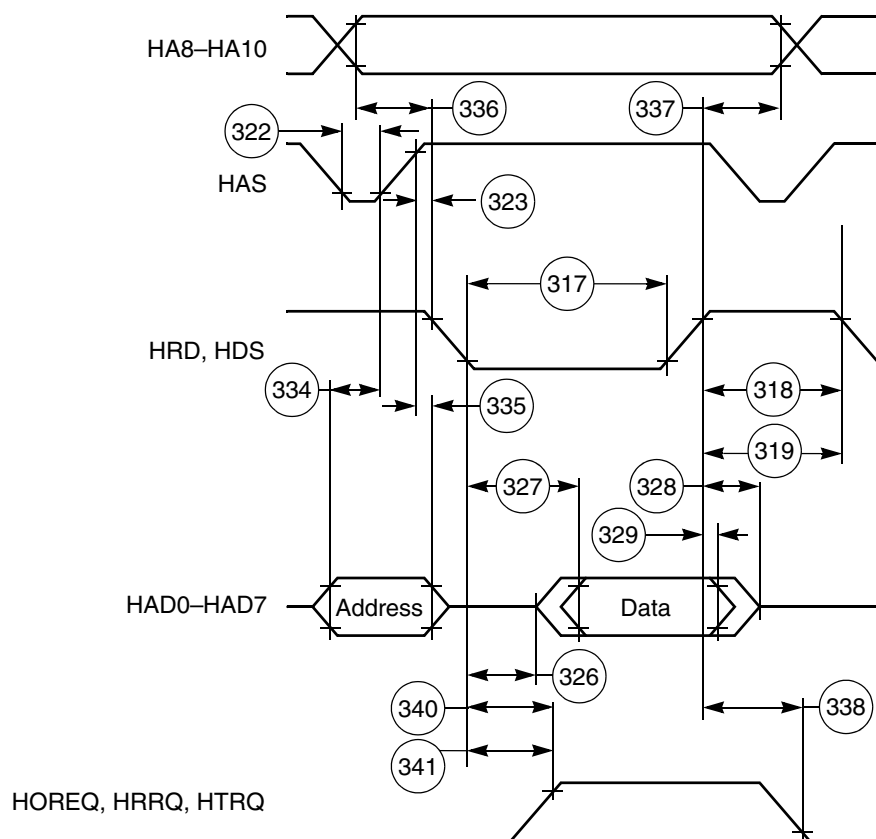 HA8–HA10
336
337
322
HAS
323
317
HRD, HDS
334
335
318
319
327
328
329
HAD0–HAD7
Address
Data
326
340
338
341
HOREQ, HRRQ, HTRQ